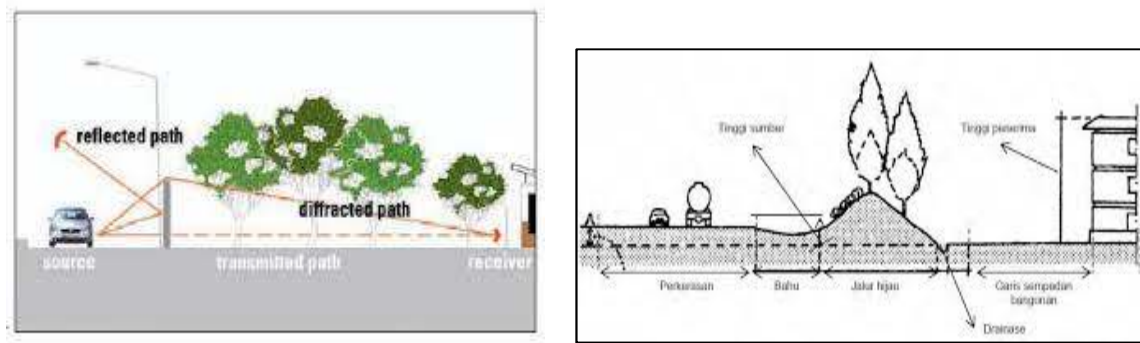 reflected path
diffracted path
source
transmitted path
receiver
Tinggi sumber
Tinggi penerima
Perkerasan
Bahu
Jalur hijau
Garis sempadan
bangunan
Drainase